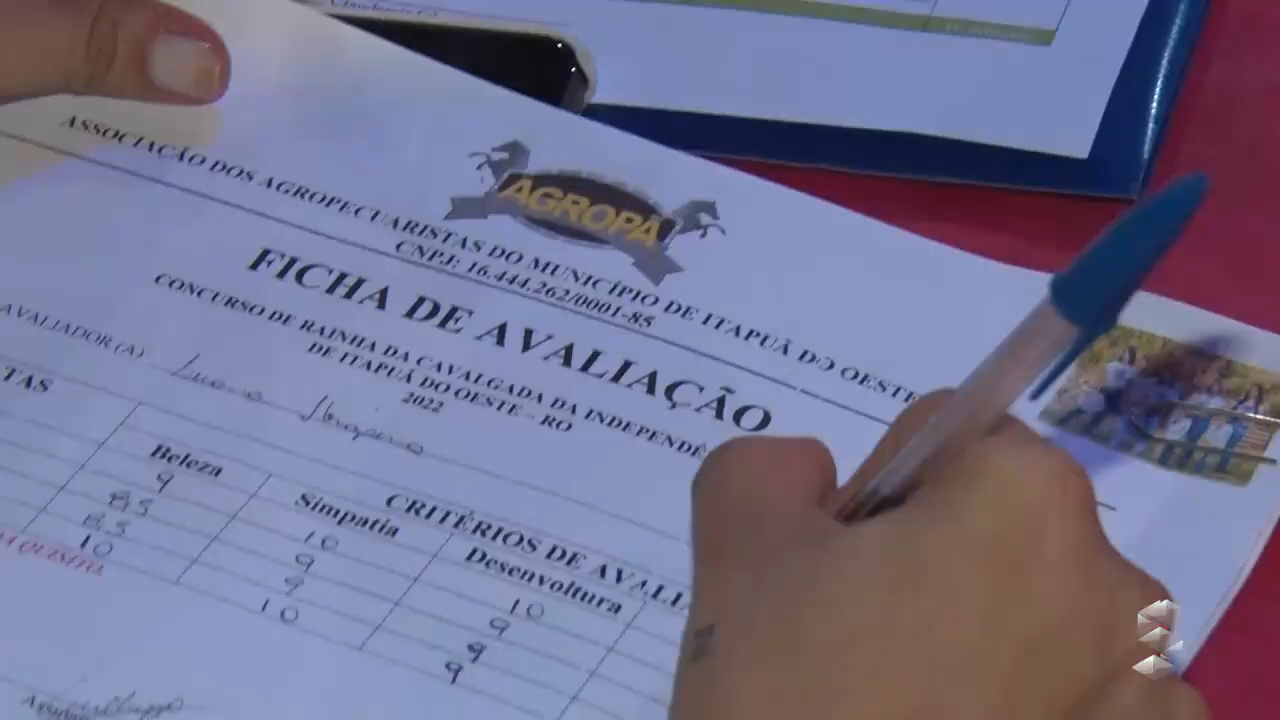 AGROPA
ASSOCIAÇÃO DOS AGROPECUARISTAS DO MUNICÍPIO DE ITAPUÃ DO OESTE
CNPJ: 16.444.262/0001-85
FICHA DE AVALIAÇÃO
CONCURSO DE RAINHA DA CAVALGADA DA INDEPENDÊ
DE ITAPUÃ DO OESTE – RO
2022
AVALIADOR (A)
TAS
CRITÉRIOS DE AVALI
Beleza Simpatia Desenvoltura
9 10 10
8,5 9 9
8,5 9 9
10 10 9